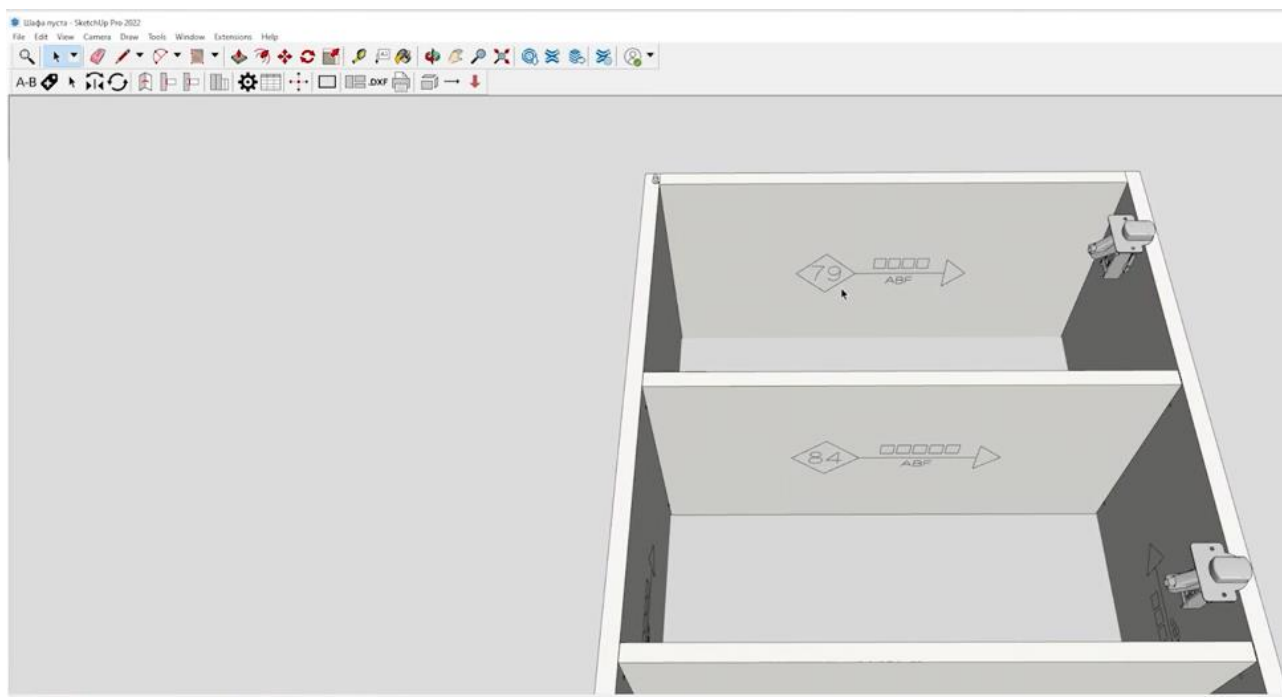 Шафа пуста - SketchUp Pro 2022
File Edit View Camera Draw Tools Window Extensions Help
A-B .DXF
79 □□□□
ABF
84 □□□□□
ABF